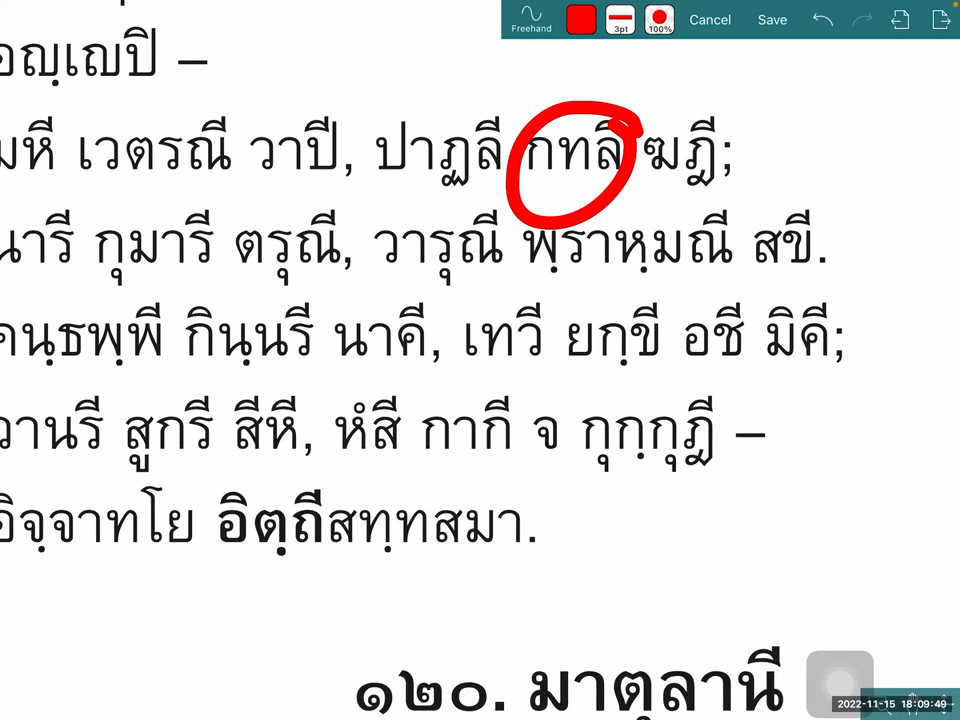 Freehand 3pt 100% Cancel Save
อญฺเญปิ –
มหี เวตรณี วาปี, ปาฏลี กทลี ฆฏี;
นารี กุมารี ตรุณี, วารุณี พฺราหฺมณี สขี.
คนฺธพฺพี กินฺนรี นาคี, เทวี ยกฺขี อชี มิคี;
วานรี สูกรี สีหี, หํสี กากี จ กุกฺกุฏี –
อิจฺจาทโย อิตฺถีสทฺทสมา.
๑๒๐. มาตุลานี
2022-11-15 18:09:49